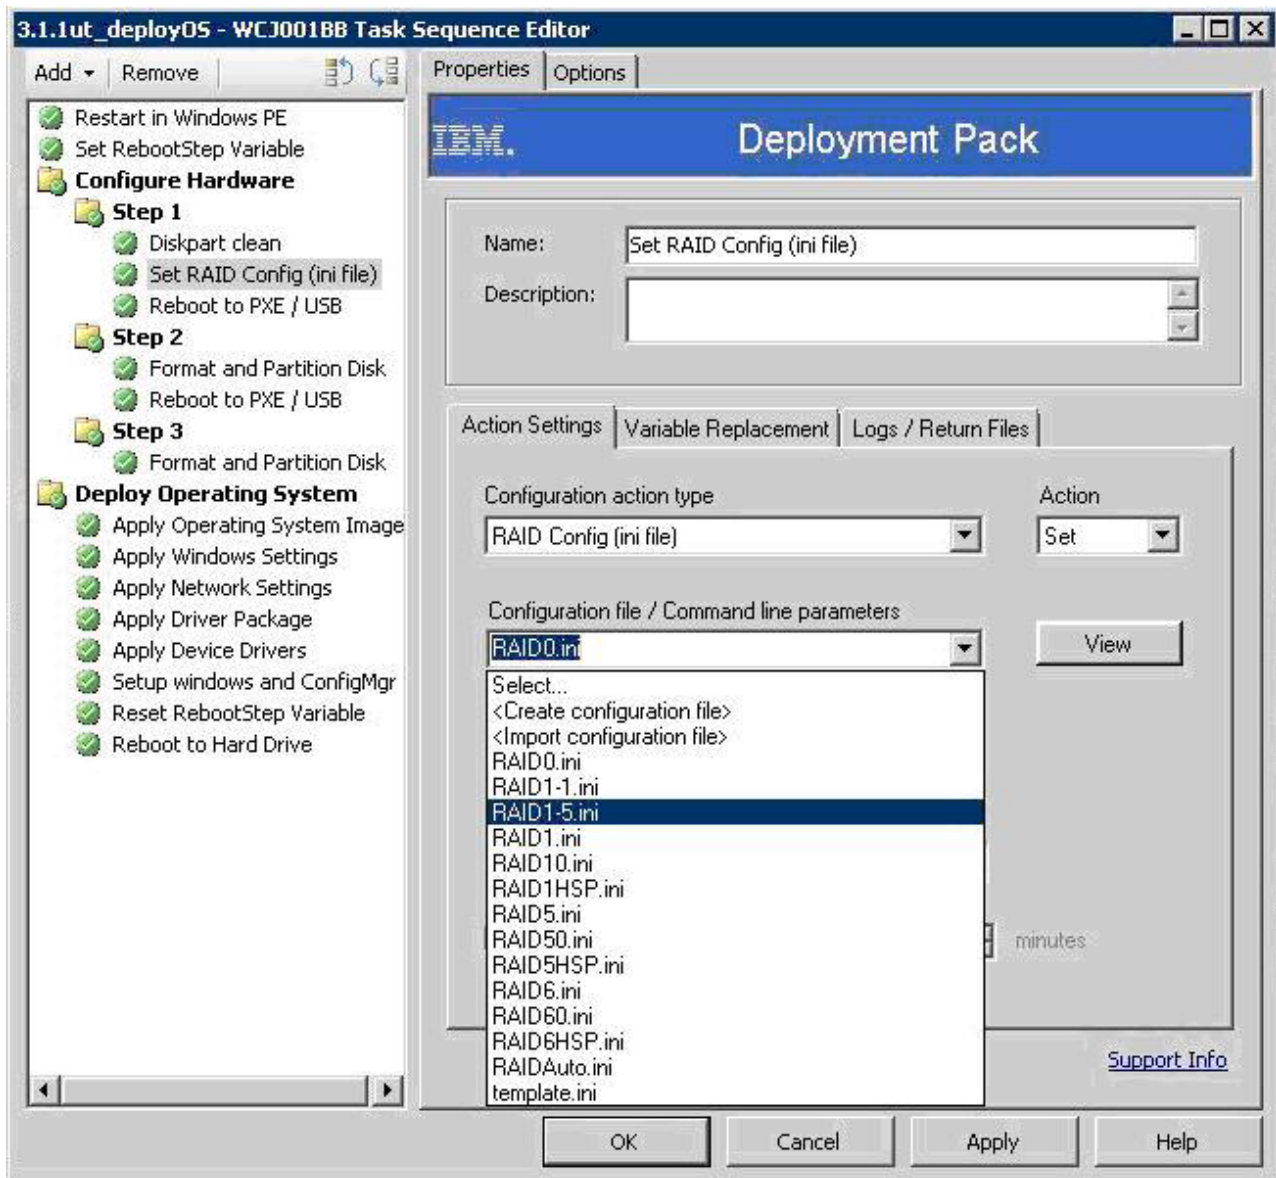 3.1.1ut_deployOS - WCJ001BB Task Sequence Editor
Add Remove
Restart in Windows PE
Set RebootStep Variable
Configure Hardware
Step 1
Diskpart clean
Set RAID Config (ini file)
Reboot to PXE / USB
Step 2
Format and Partition Disk
Reboot to PXE / USB
Step 3
Format and Partition Disk
Deploy Operating System
Apply Operating System Image
Apply Windows Settings
Apply Network Settings
Apply Driver Package
Apply Device Drivers
Setup windows and ConfigMgr
Reset RebootStep Variable
Reboot to Hard Drive
Properties Options
IBM. Deployment Pack
Name: Set RAID Config (ini file)
Description:
Action Settings Variable Replacement Logs / Return Files
Configuration action type Action
RAID Config (ini file) Set
Configuration file / Command line parameters
RAID0.ini View
Select...
<Create configuration file>
<Import configuration file>
RAID0.ini
RAID1-1.ini
RAID1-5.ini
RAID1.ini
RAID10.ini
RAID1HSP.ini
RAID5.ini
RAID50.ini
minutes
RAID5HSP.ini
RAID6.ini
RAID60.ini
RAID6HSP.ini
RAIDAuto.ini
template.ini
Support Info
OK Cancel Apply Help